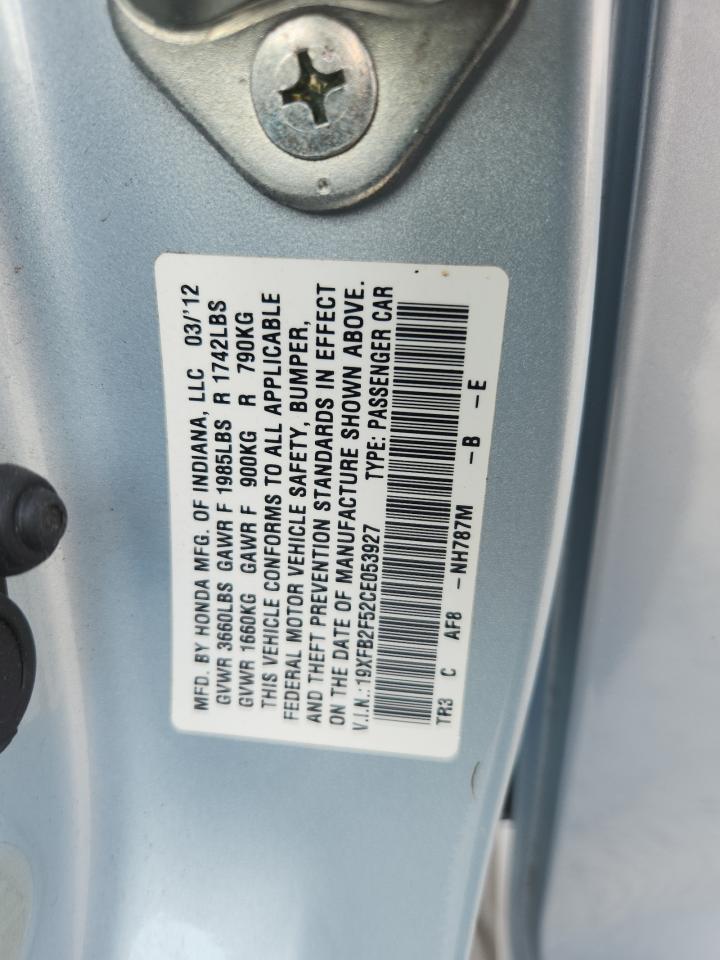 MFD. BY HONDA MFG. OF INDIANA, LLC 03/'12
GVWR 3660LBS GAWR F 1985LBS R 1742LBS
GVWR 1660KG GAWR F 900KG R 790KG
THIS VEHICLE CONFORMS TO ALL APPLICABLE
FEDERAL MOTOR VEHICLE SAFETY, BUMPER,
AND THEFT PREVENTION STANDARDS IN EFFECT
ON THE DATE OF MANUFACTURE SHOWN ABOVE.
V.I.N.:19XFB2F52CE053927 TYPE: PASSENGER CAR
TR3 C AF8 -NH787M -B -E